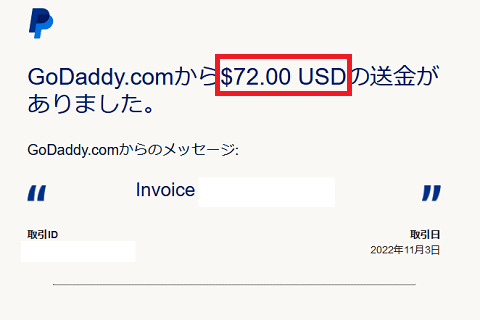 GoDaddy.comから$72.00 USDの送金が
ありました。
GoDaddy.comからのメッセージ:
“ Invoice ”
取引ID 取引日
2022年11月3日